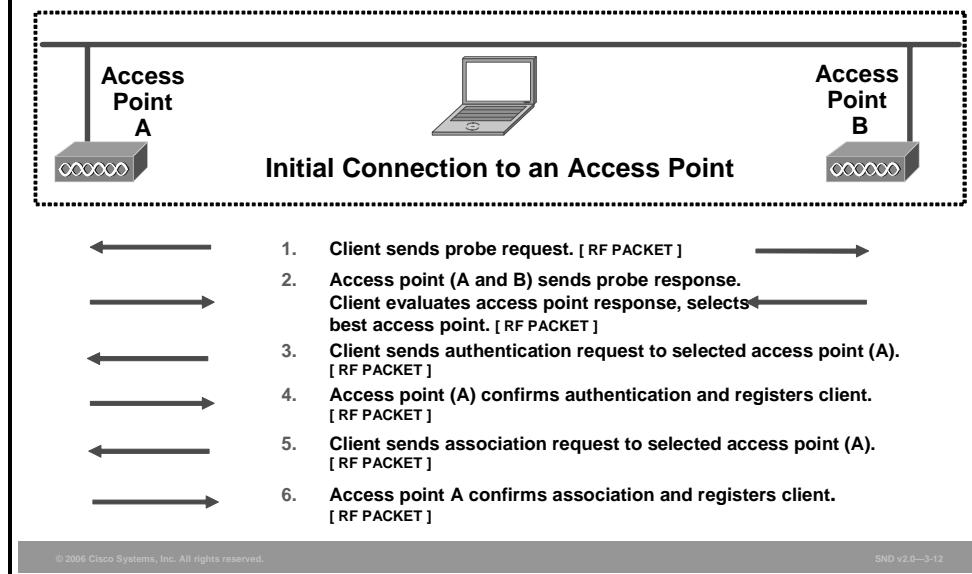 Access
Point
A
Access
Point
B
Initial Connection to an Access Point
1. Client sends probe request. [ RF PACKET ]
2. Access point (A and B) sends probe response.
Client evaluates access point response, selects
best access point. [ RF PACKET ]
3. Client sends authentication request to selected access point (A).
[ RF PACKET ]
4. Access point (A) confirms authentication and registers client.
[ RF PACKET ]
5. Client sends association request to selected access point (A).
[ RF PACKET ]
6. Access point A confirms association and registers client.
[ RF PACKET ]
© 2006 Cisco Systems, Inc. All rights reserved.
SND v2.0—3-12